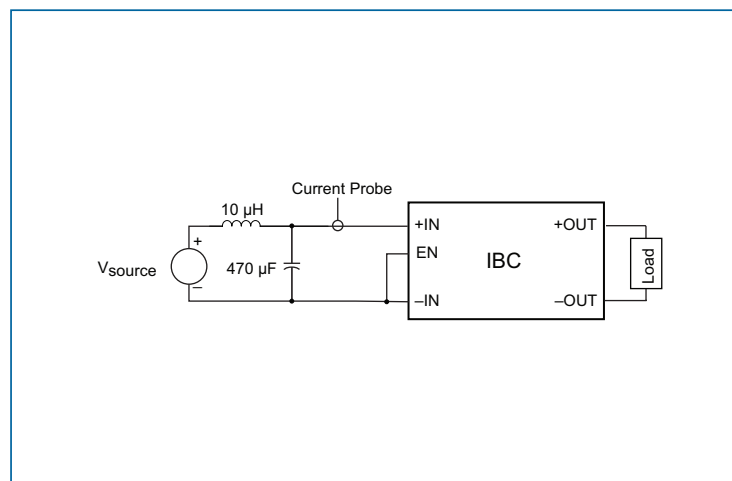 Current Probe
10 µH
+IN
+OUT
+
EN
IBC
Load
Vsource
470 µF
–
–IN
–OUT